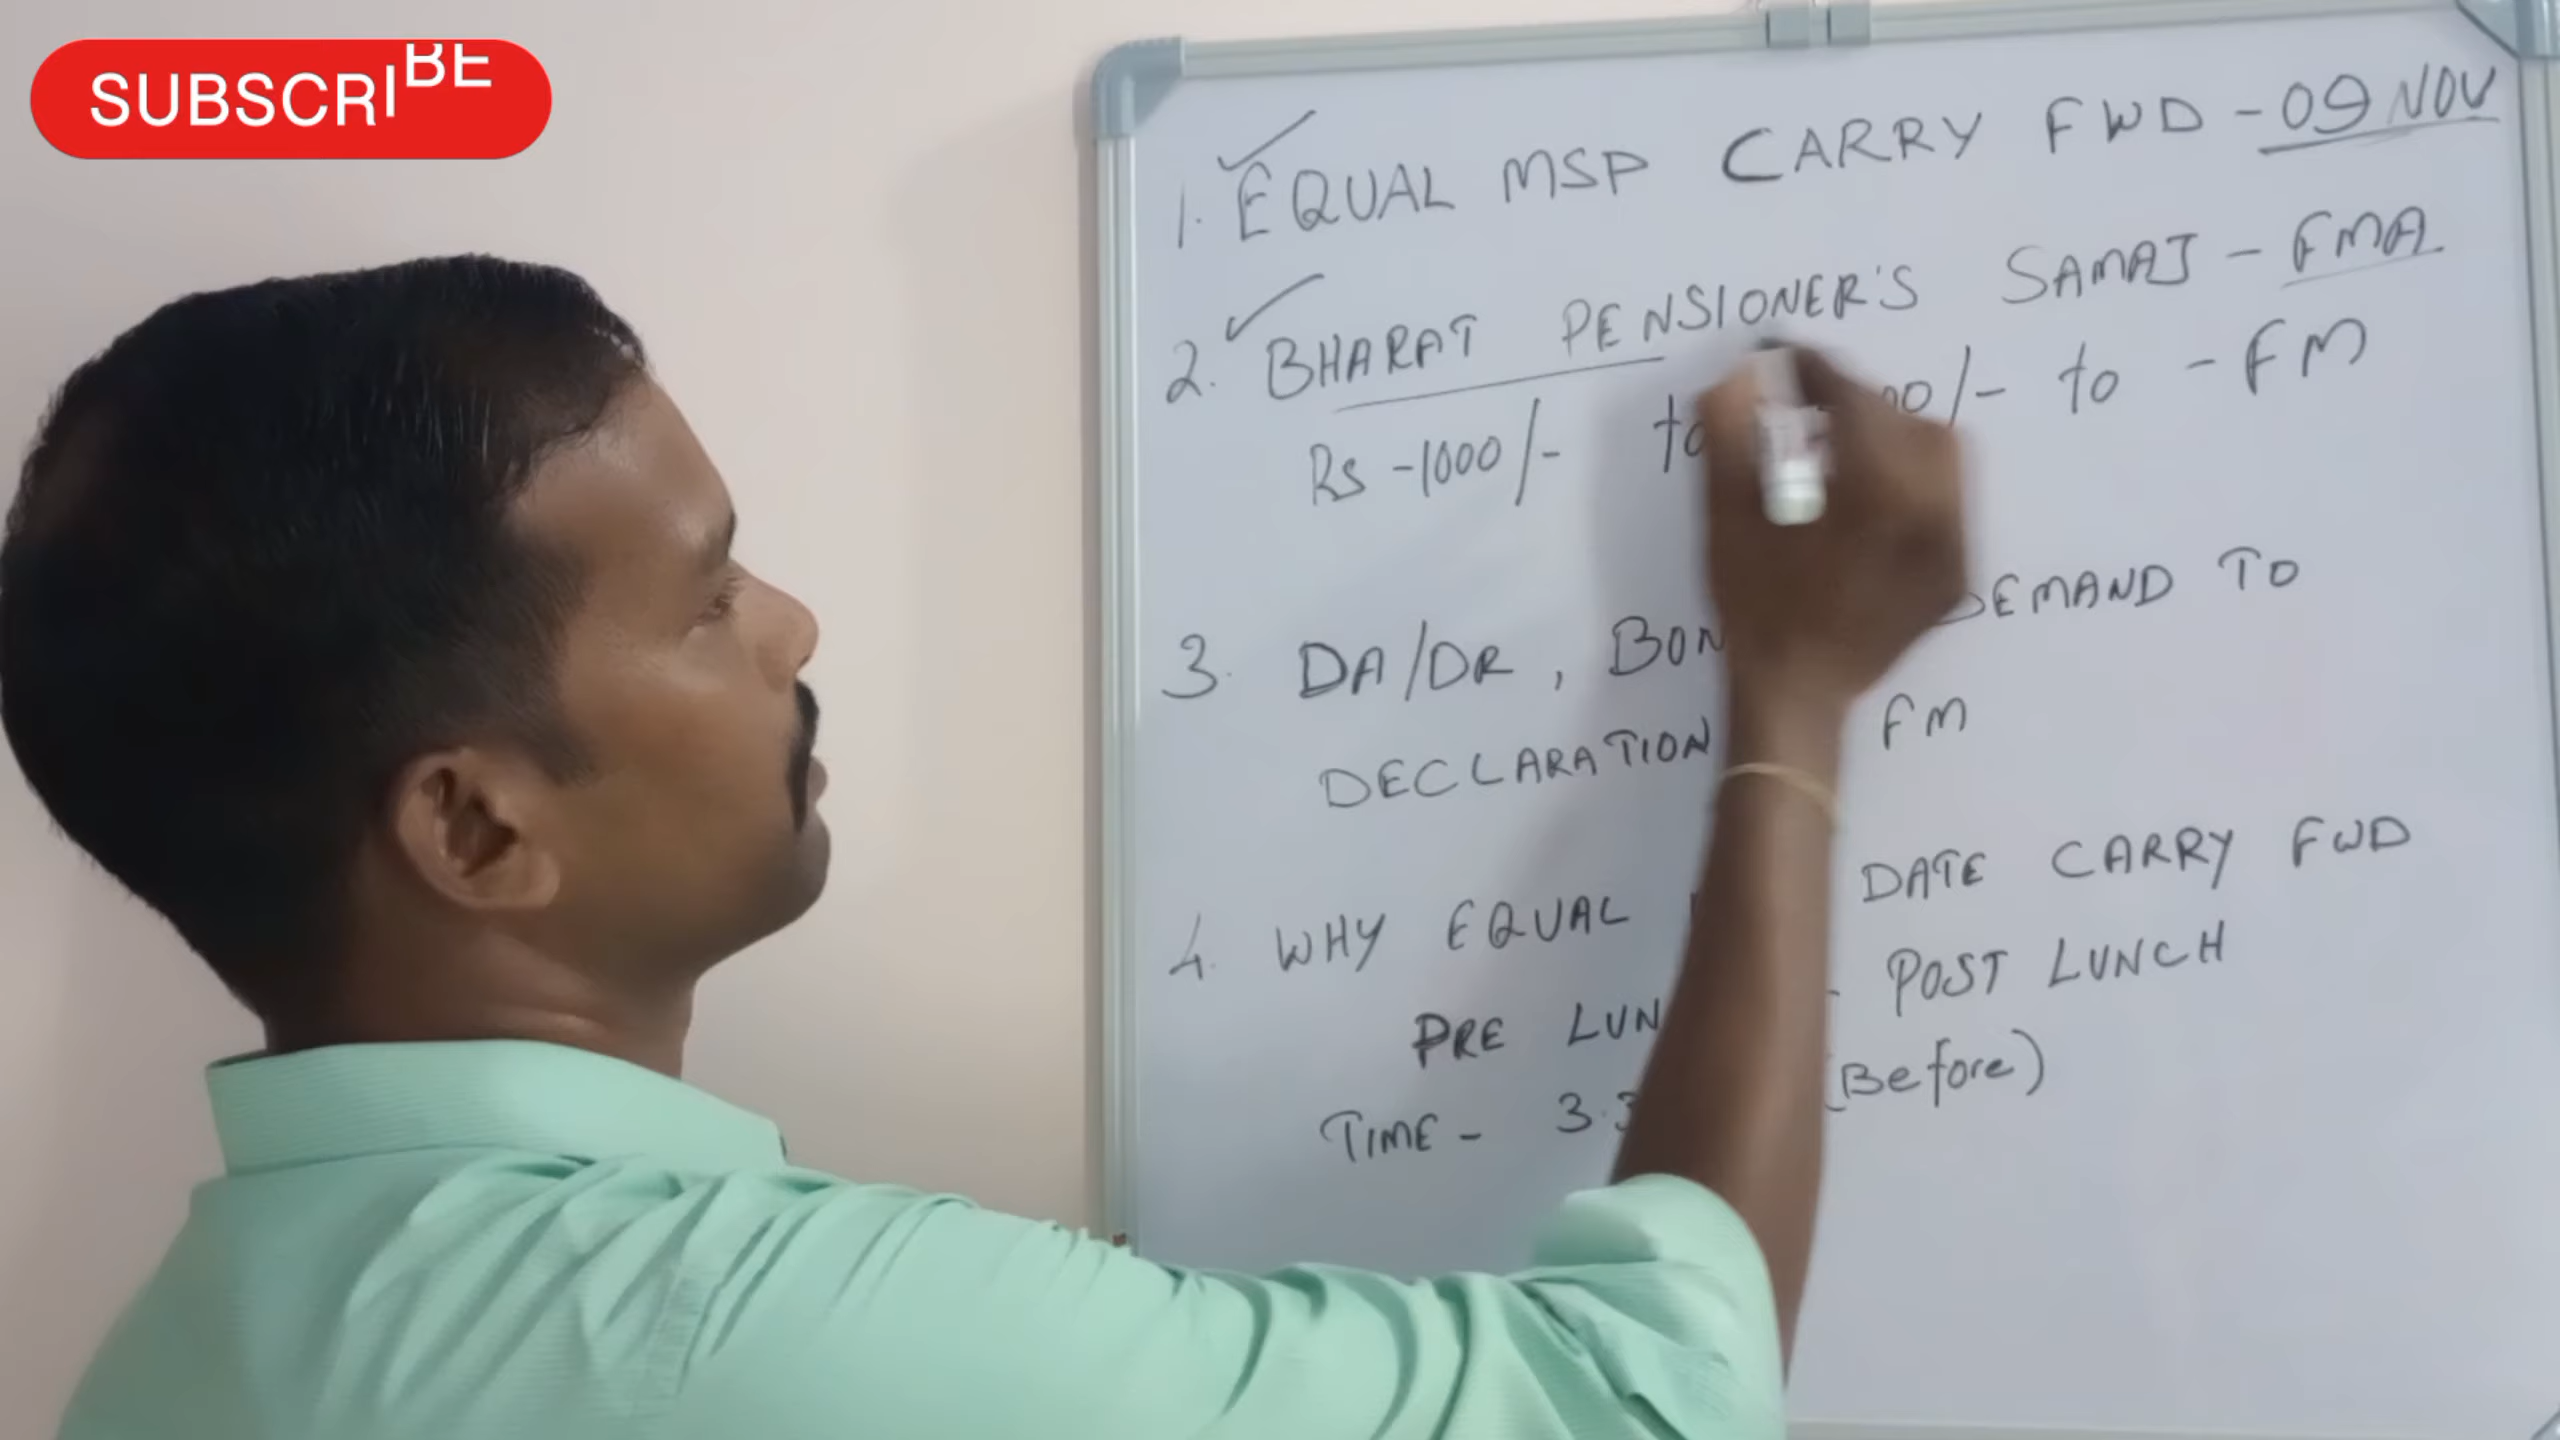 SUBSCRIBE
1. EQUAL MSP CARRY FWD - 09 NOV
2. BHARAT PENSIONER'S SAMAJ - FMA
Rs -1000/- to 00/- to - FM
3. DA/DR, BON DEMAND TO
DECLARATION FM
4. WHY EQUAL DATE CARRY FWD
PRE LUN - POST LUNCH
TIME - 3.3 (Before)